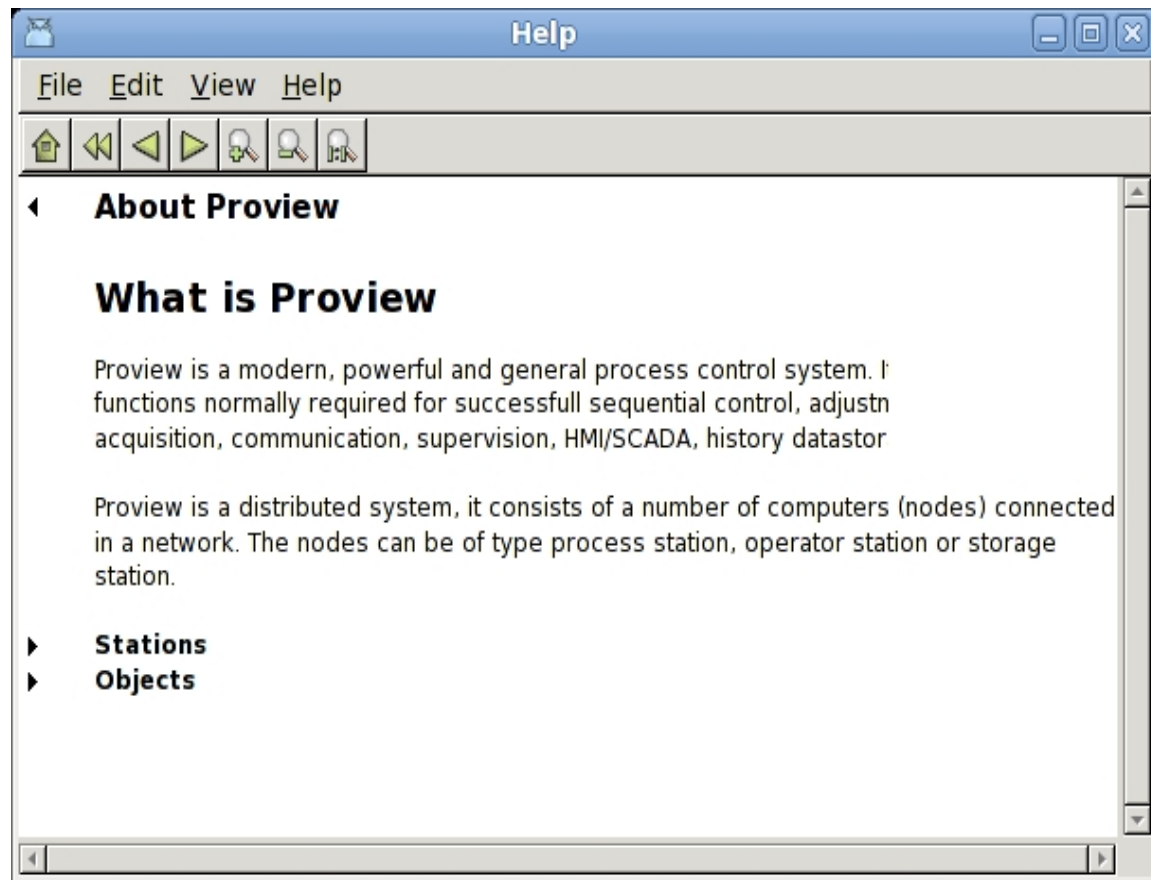 Help
File Edit View Help
About Proview
What is Proview
Proview is a modern, powerful and general process control system.
functions normally required for successfull sequential control,
acquisition, communication, supervision, HMI/SCADA, history
Proview is a distributed system, it consists of a number of computers (nodes) connected
in a network. The nodes can be of type process station, operator station or storage
station.
Stations
Objects